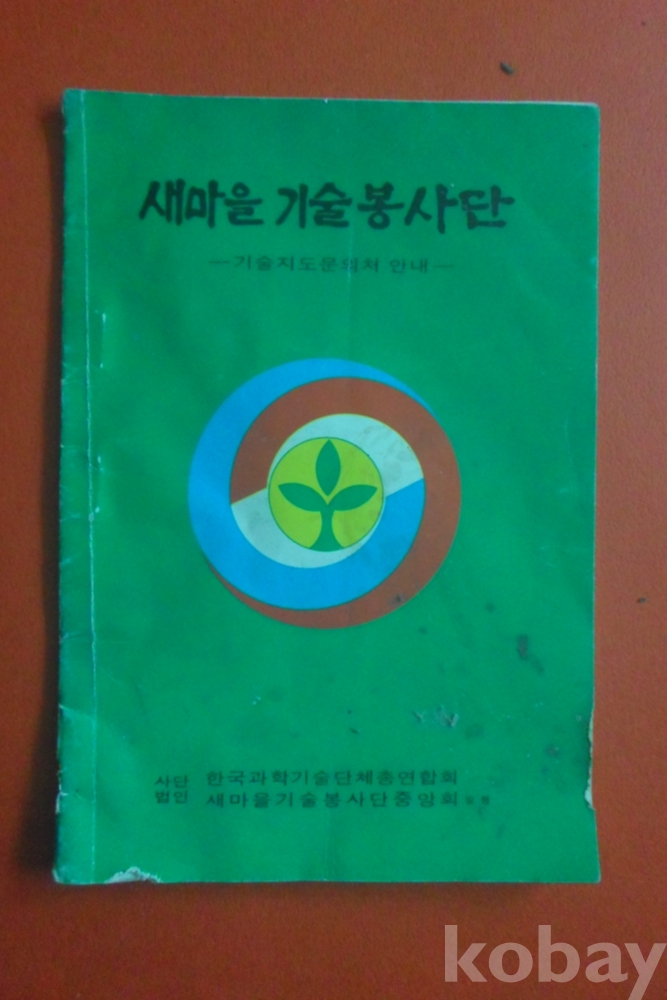 새마을 기술봉사단
—기술지도문의처 안내—
사단법인 한국과학기술단체총연합회
새마을기술봉사단중앙회
kobay